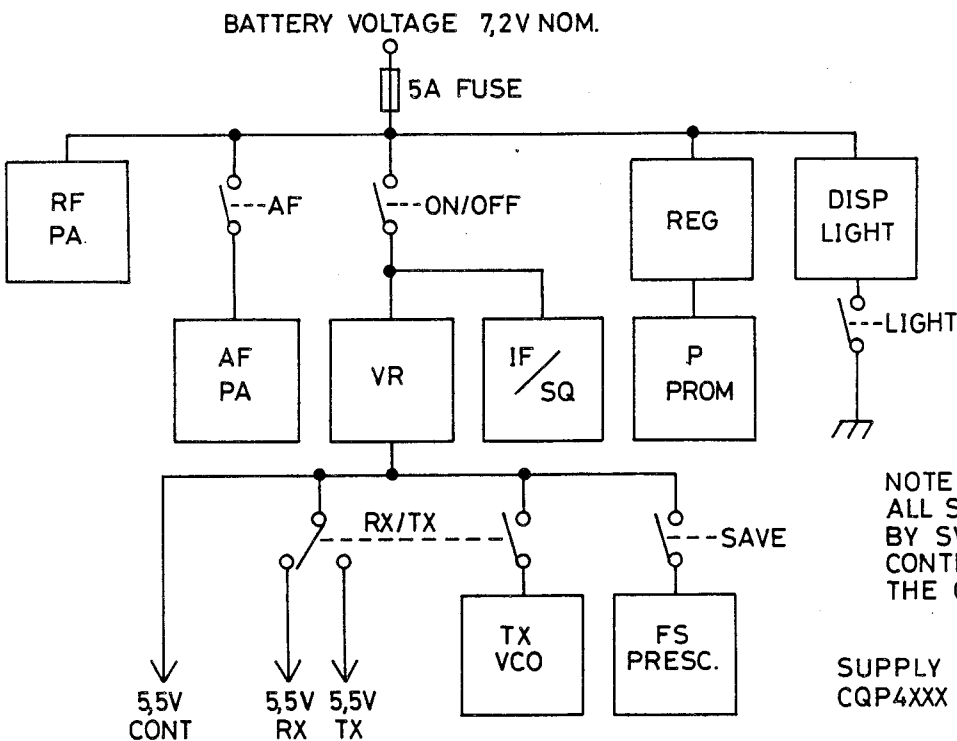 BATTERY VOLTAGE 7,2V NOM.
5A FUSE
RF
PA.
AF
ON/OFF
REG
DISP
LIGHT
AF
PA
VR
IF/
SQ
P
PROM
LIGHT
RX/TX
SAVE
NOTE
ALL S
BY SW
CONT
THE
TX
VCO
FS
PRESC.
5,5V
CONT
5,5V
RX
5,5V
TX
SUPPLY
CQP4XXX